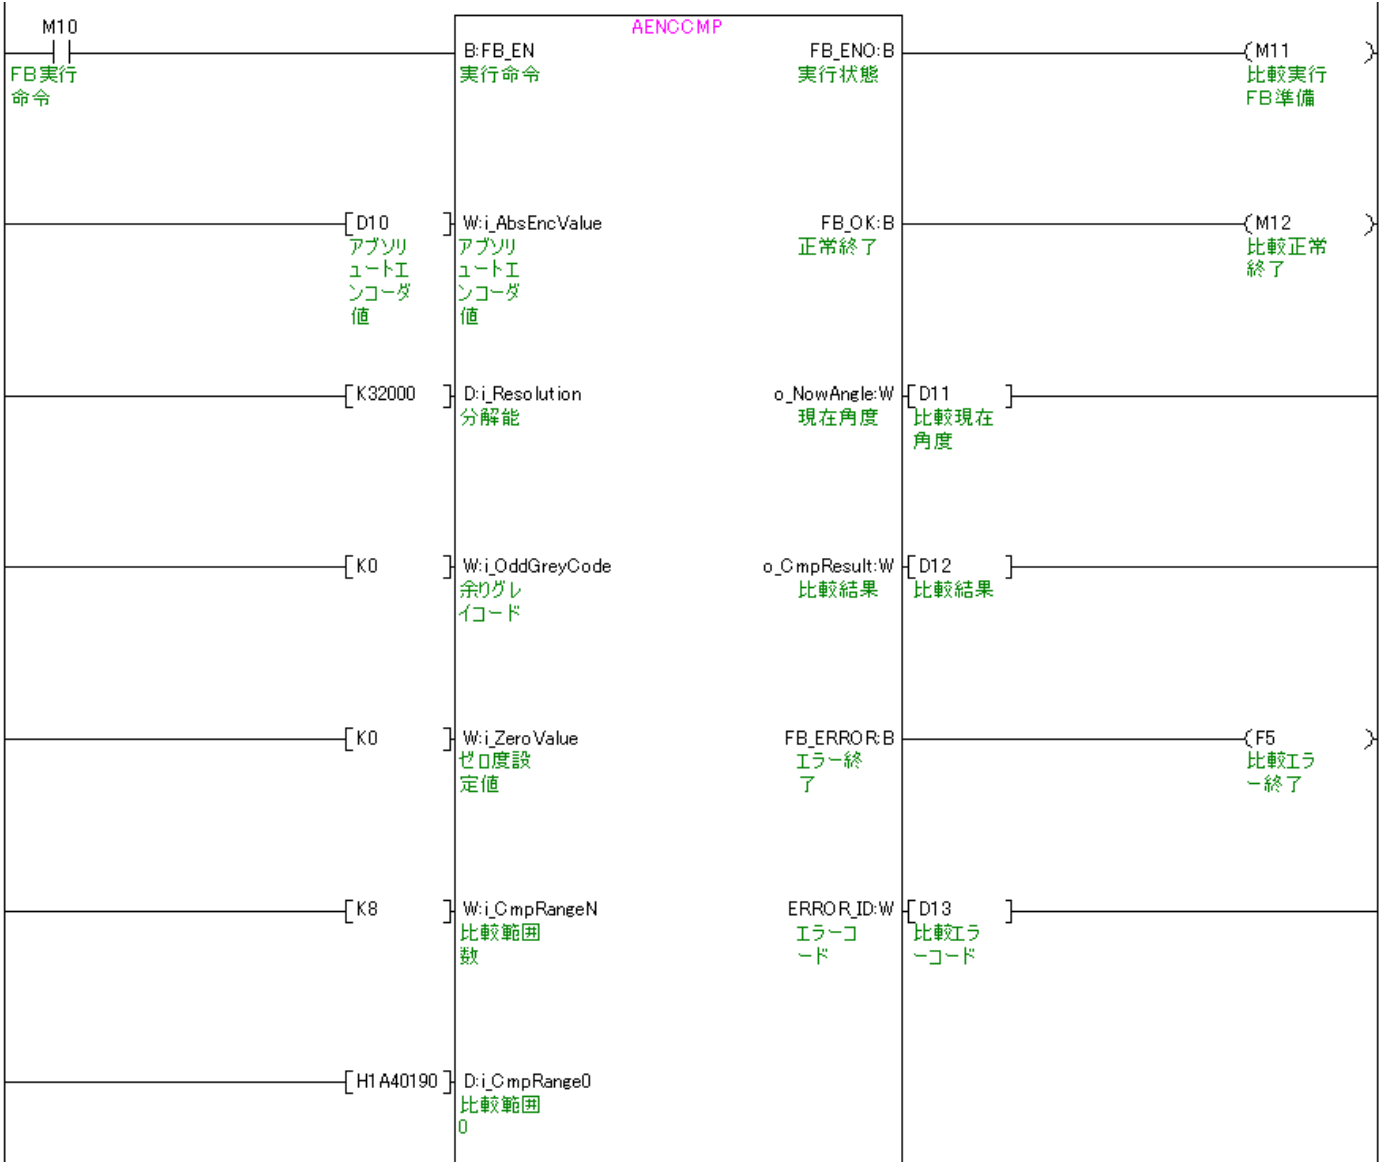 M10
AENCCMP
B:FB_EN
FB_ENO:B
M11
FB実行
命令
実行命令
実行状態
比較実行
FB準備
D10
W:i_AbsEncValue
FB_OK:B
M12
アブソリ
ュートエ
ンコーダ
値
アブソリ
ュートエ
ンコーダ
値
正常終了
比較正常
終了
K32000
D:i_Resolution
o_NowAngle:W
D11
分解能
現在角度
比較現在
角度
K0
W:i_OddGreyCode
o_CmpResult:W
D12
余りグレ
イコード
比較結果
比較結果
K0
W:i_ZeroValue
FB_ERROR:B
F5
ゼロ度設
定値
エラー終
了
比較エラ
ー終了
K8
W:i_CmpRangeN
ERROR_ID:W
D13
比較範囲
数
エラーコ
ード
比較エラ
ーコード
H1A40190
D:i_CmpRange0
比較範囲
0